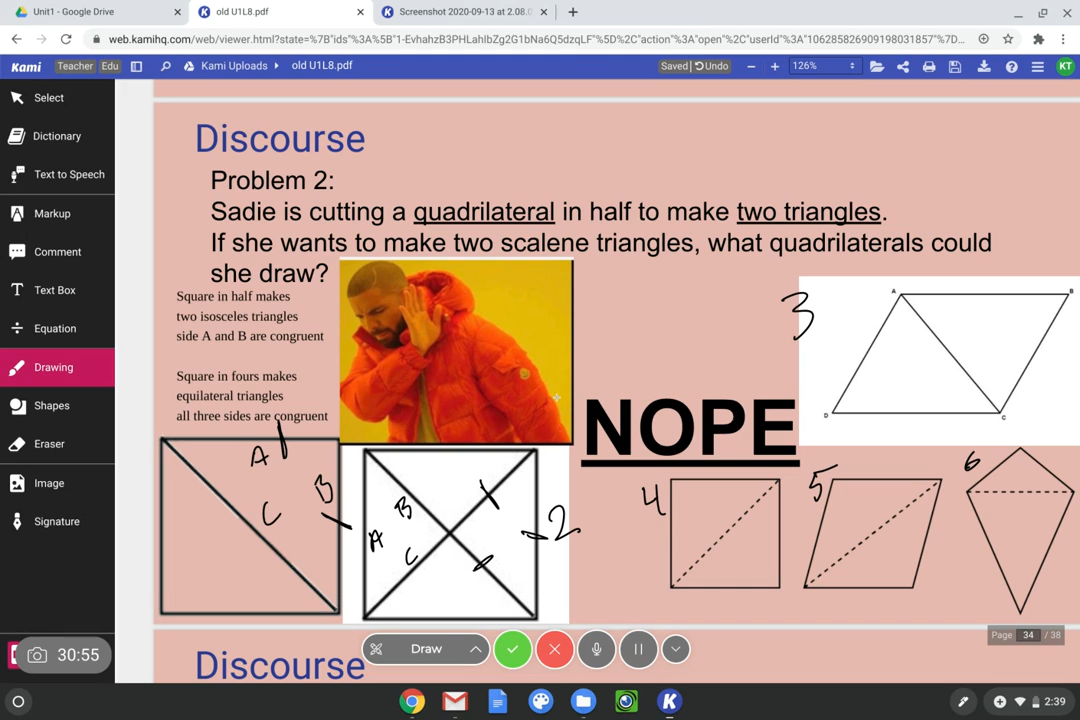 Unit1 - Google Drive
old U1L8.pdf
Screenshot 2020-09-13 at 2.08.0
web.kamihq.com/web/viewer.html?state=%7B"ids"%3A%5B"1-EvhahzB3PHLahIbZg2G1bNa6Q5dzqLF"%5D%2C"action"%3A"open"%2C"userId"%3A"106285826909198031857"%7D...
Kami
Teacher
Edu
Kami Uploads
old U1L8.pdf
Saved
Undo
126%
KT
Select
Dictionary
Text to Speech
Markup
Comment
Text Box
Equation
Drawing
Shapes
Eraser
Image
Signature
30:55
Discourse
Problem 2:
Sadie is cutting a quadrilateral in half to make two triangles.
If she wants to make two scalene triangles, what quadrilaterals could
she draw?
Square in half makes
two isosceles triangles
side A and B are congruent
Square in fours makes
equilateral triangles
all three sides are congruent
NOPE
3
A
B
D
C
A
B
C
B
A
C
2
4
5
6
Page 34 / 38
Draw
Discourse
2:39